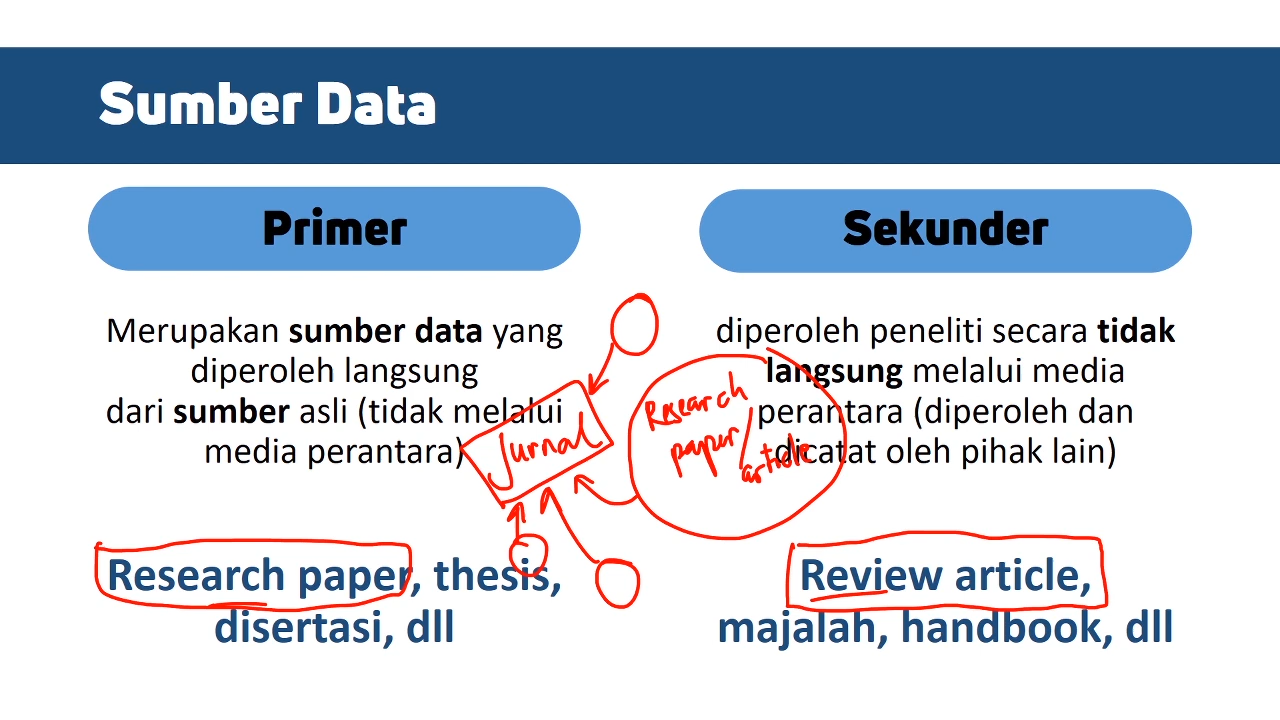 Sumber Data
Primer
Merupakan sumber data yang
diperoleh langsung
dari sumber asli (tidak melalui
media perantara)
Research paper, thesis,
disertasi, dll
Jurnal
Research
paper/
article
Sekunder
diperoleh peneliti secara tidak
langsung melalui media
perantara (diperoleh dan
dicatat oleh pihak lain)
Review article,
majalah, handbook, dll